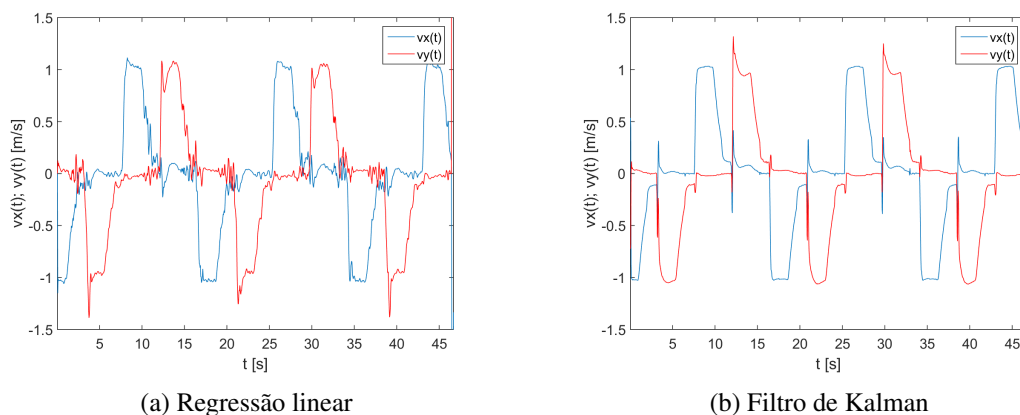 1.5
1
0.5
0
-0.5
-1
-1.5
vx(t); vy(t) [m/s]
vx(t)
vy(t)
5 10 15 20 25 30 35 40 45
t [s]
(a) Regressão linear
1.5
1
0.5
0
-0.5
-1
-1.5
vx(t); vy(t) [m/s]
vx(t)
vy(t)
5 10 15 20 25 30 35 40 45
t [s]
(b) Filtro de Kalman